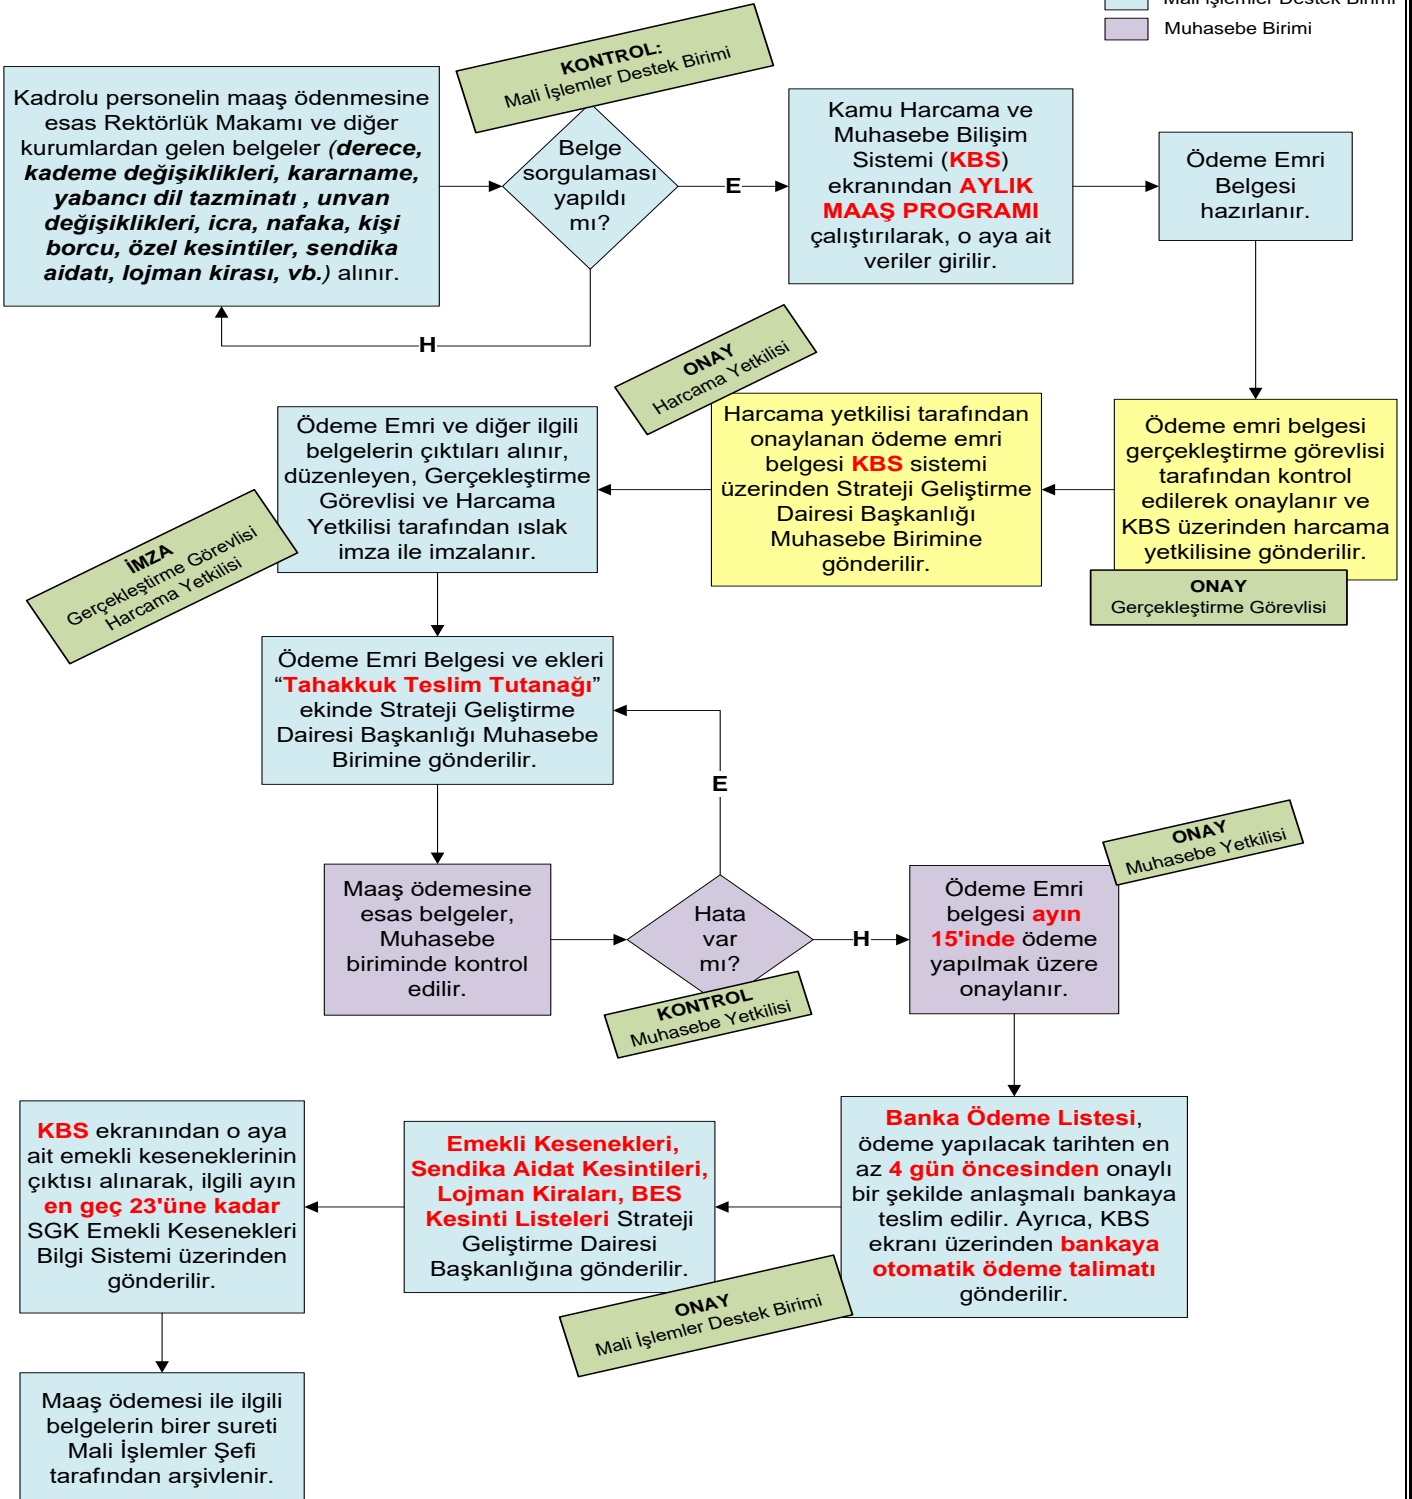 Mali İşlemler Destek Birimi
Muhasebe Birimi
KONTROL:
Mali İşlemler Destek Birimi
Kadrolu personelin maaş ödenmesine
esas Rektörlük Makamı ve diğer
kurumlardan gelen belgeler (derece,
kademe değişiklikleri, kararname,
yabancı dil tazminatı , unvan
değişiklikleri, icra, nafaka, kişi
borcu, özel kesintiler, sendika
aidatı, lojman kirası, vb.) alınır.
Belge
sorgulaması
yapıldı
mı?
E
H
Kamu Harcama ve
Muhasebe Bilişim
Sistemi (KBS)
ekranından AYLIK
MAAŞ PROGRAMI
çalıştırılarak, o aya ait
veriler girilir.
Ödeme Emri
Belgesi
hazırlanır.
Ödeme emri belgesi
gerçekleştirme görevlisi
tarafından kontrol
edilerek onaylanır ve
KBS üzerinden harcama
yetkilisine gönderilir.
ONAY
Gerçekleştirme Görevlisi
ONAY
Harcama Yetkilisi
Harcama yetkilisi tarafından
onaylanan ödeme emri
belgesi KBS sistemi
üzerinden Strateji Geliştirme
Dairesi Başkanlığı
Muhasebe Birimine
gönderilir.
Ödeme Emri ve diğer ilgili
belgelerin çıktıları alınır,
düzenleyen, Gerçekleştirme
Görevlisi ve Harcama
Yetkilisi tarafından ıslak
imza ile imzalanır.
İMZA
Gerçekleştirme Görevlisi
Harcama Yetkilisi
Ödeme Emri Belgesi ve ekleri
“Tahakkuk Teslim Tutanağı”
ekinde Strateji Geliştirme
Dairesi Başkanlığı Muhasebe
Birimine gönderilir.
E
Maaş ödemesine
esas belgeler,
Muhasebe
biriminde kontrol
edilir.
Hata
var
mı?
KONTROL
Muhasebe Yetkilisi
H
ONAY
Muhasebe Yetkilisi
Ödeme Emri
belgesi ayın
15'inde ödeme
yapılmak üzere
onaylanır.
Banka Ödeme Listesi,
ödeme yapılacak tarihten en
az 4 gün öncesinden onaylı
bir şekilde anlaşmalı bankaya
teslim edilir. Ayrıca, KBS
ekranı üzerinden bankaya
otomatik ödeme talimatı
gönderilir.
Emekli Kesenekleri,
Sendika Aidat Kesintileri,
Lojman Kiraları, BES
Kesinti Listeleri Strateji
Geliştirme Dairesi
Başkanlığına gönderilir.
ONAY
Mali İşlemler Destek Birimi
KBS ekranından o aya
ait emekli keseneklerinin
çıktısı alınarak, ilgili ayın
en geç 23'üne kadar
SGK Emekli Kesenekleri
Bilgi Sistemi üzerinden
gönderilir.
Maaş ödemesi ile ilgili
belgelerin birer sureti
Mali İşlemler Şefi
tarafından arşivlenir.